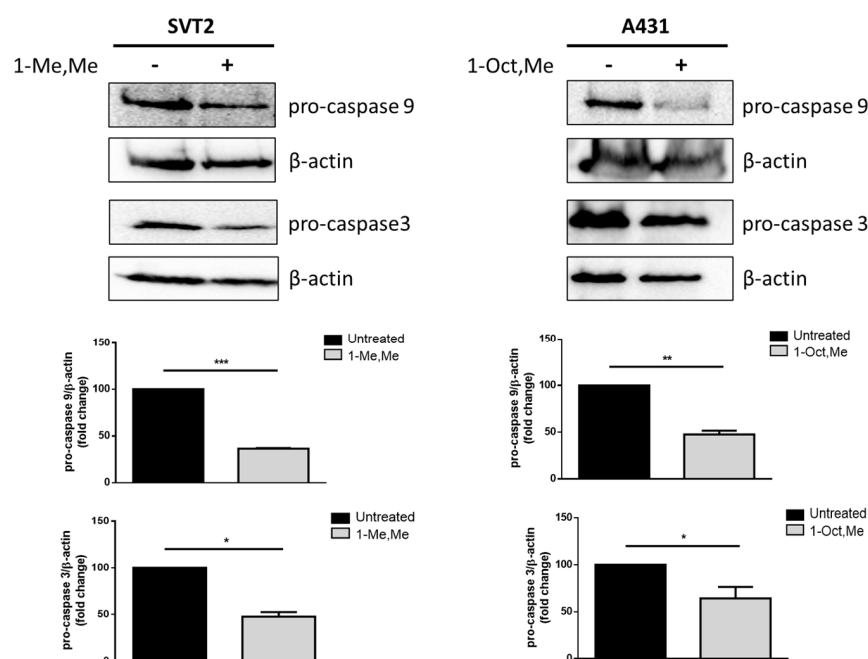 SVT2
1-Me,Me - +
pro-caspase 9
β-actin
pro-caspase3
β-actin
A431
1-Oct,Me - +
pro-caspase 9
β-actin
pro-caspase 3
β-actin
pro-caspase 9/β-actin
(fold change)
150
100
50
0
***
Untreated
1-Me,Me
pro-caspase 9/β-actin
(fold change)
150
100
50
0
**
Untreated
1-Oct,Me
pro-caspase 3/β-actin
(fold change)
150
100
50
0
*
Untreated
1-Me,Me
pro-caspase 3/β-actin
(fold change)
150
100
50
0
*
Untreated
1-Oct,Me